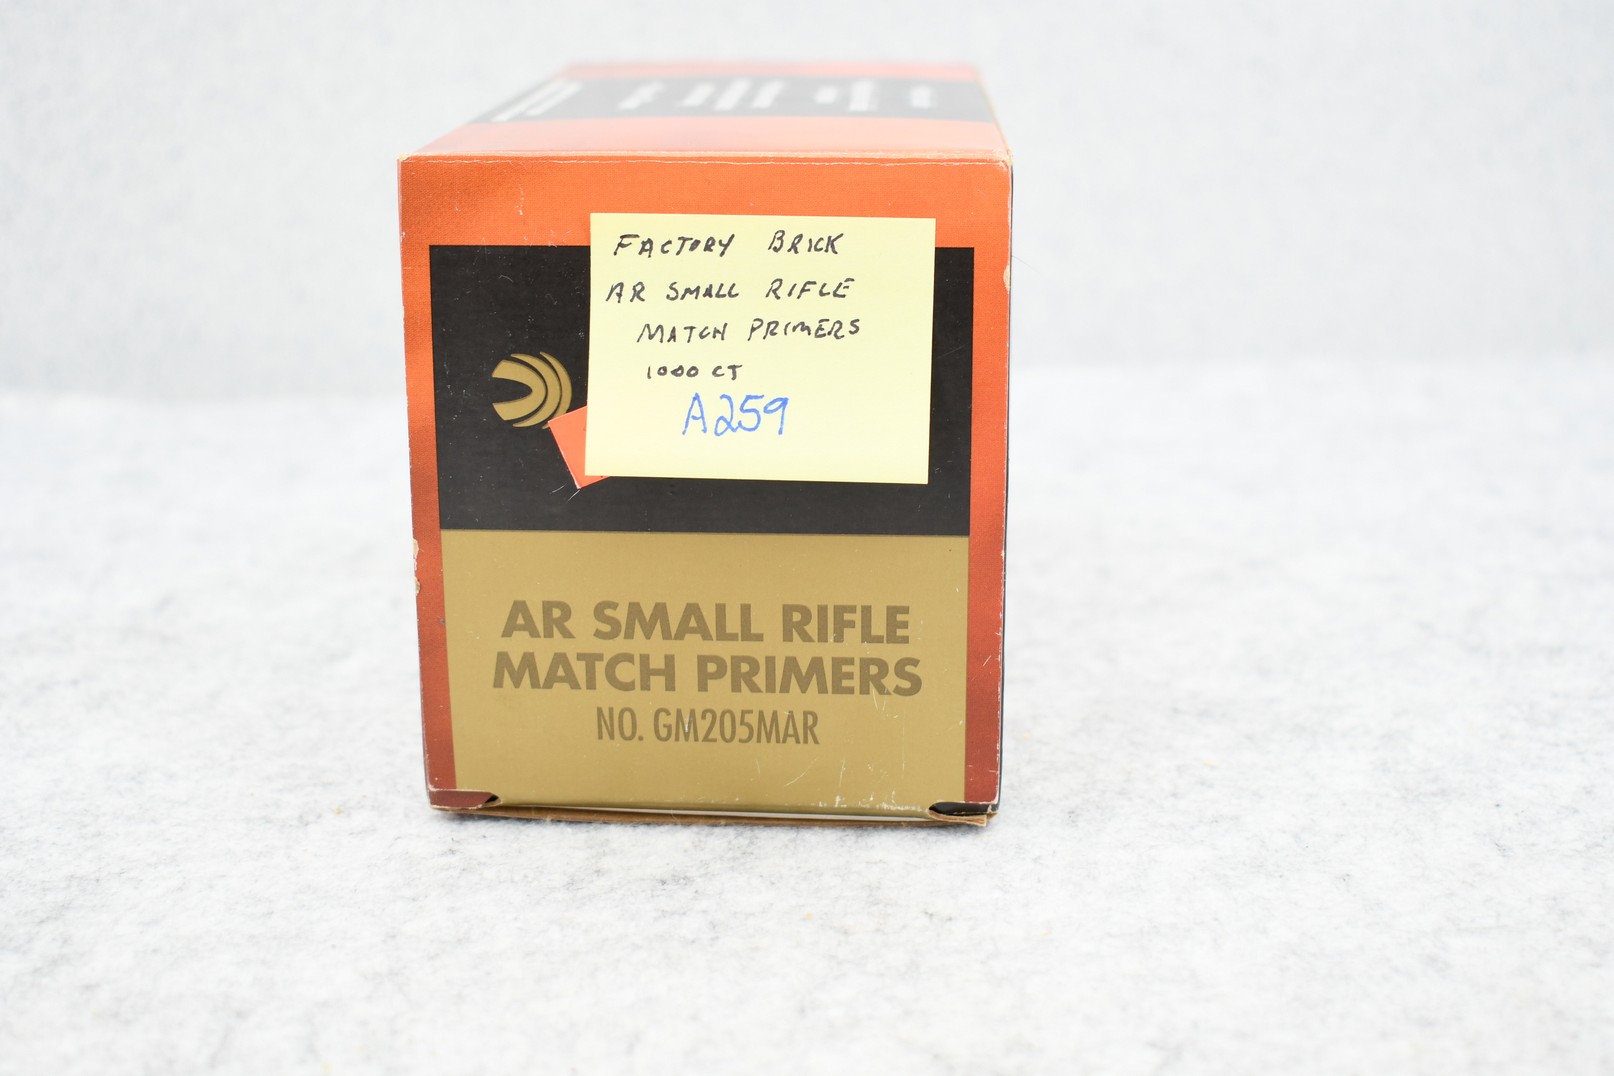 FACTORY BRICK
AR SMALL RIFLE
MATCH PRIMERS
1000 CT
A259
AR SMALL RIFLE
MATCH PRIMERS
NO. GM205MAR